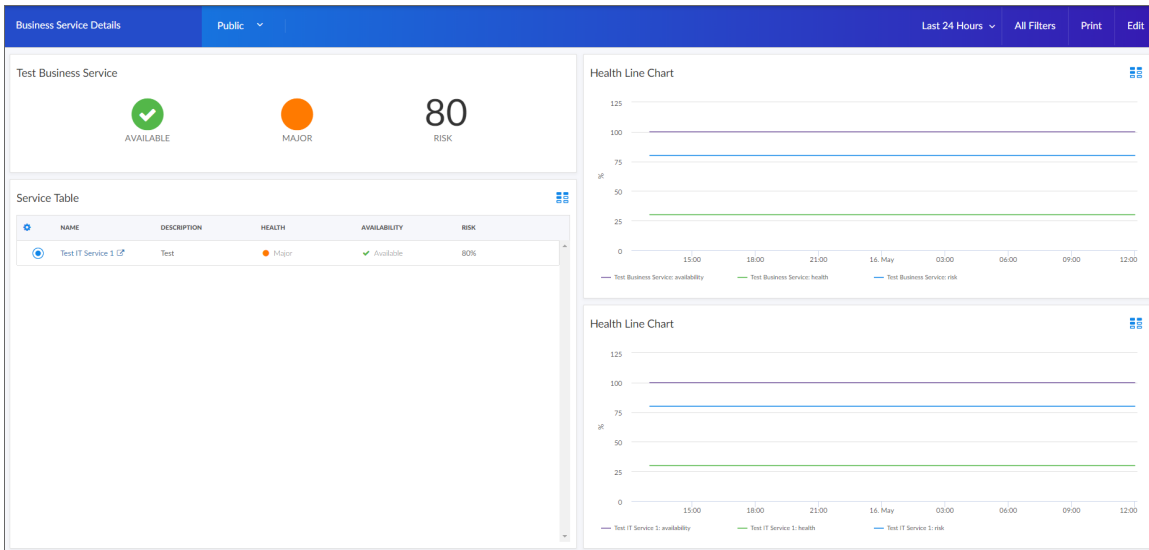 Business Service Details
Public
Last 24 Hours
All Filters
Print
Edit
Test Business Service
80
AVAILABLE
MAJOR
RISK
Service Table
NAME DESCRIPTION HEALTH AVAILABILITY RISK
Test IT Service 1 Test Major Available 80%
Health Line Chart
125
100
75
%
50
25
0
15:00 18:00 21:00 16. May 03:00 06:00 09:00 12:00
Test Business Service: availability Test Business Service: health Test Business Service: risk
Health Line Chart
125
100
75
%
50
25
0
15:00 18:00 21:00 16. May 03:00 06:00 09:00 12:00
Test IT Service 1: availability Test IT Service 1: health Test IT Service 1: risk